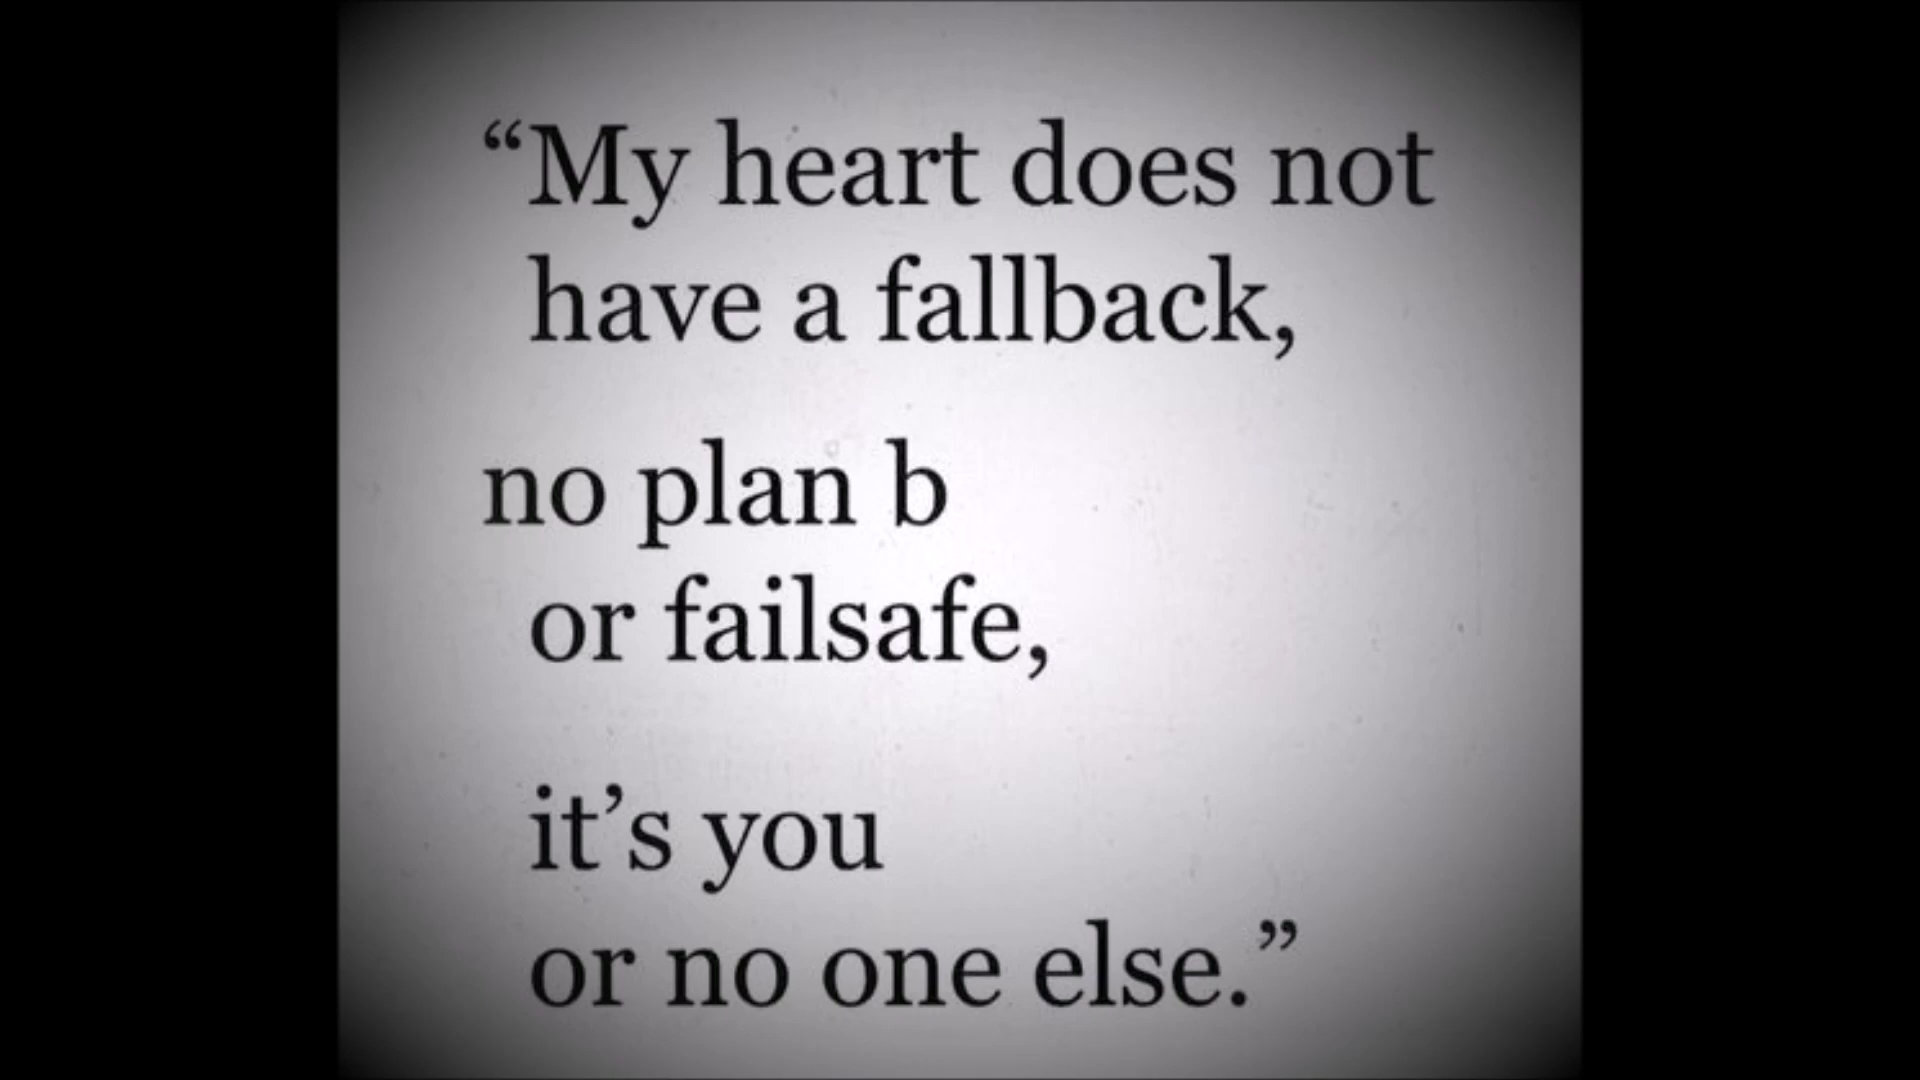 “My heart does not
have a fallback,
no plan b
or failsafe,
it’s you
or no one else.”